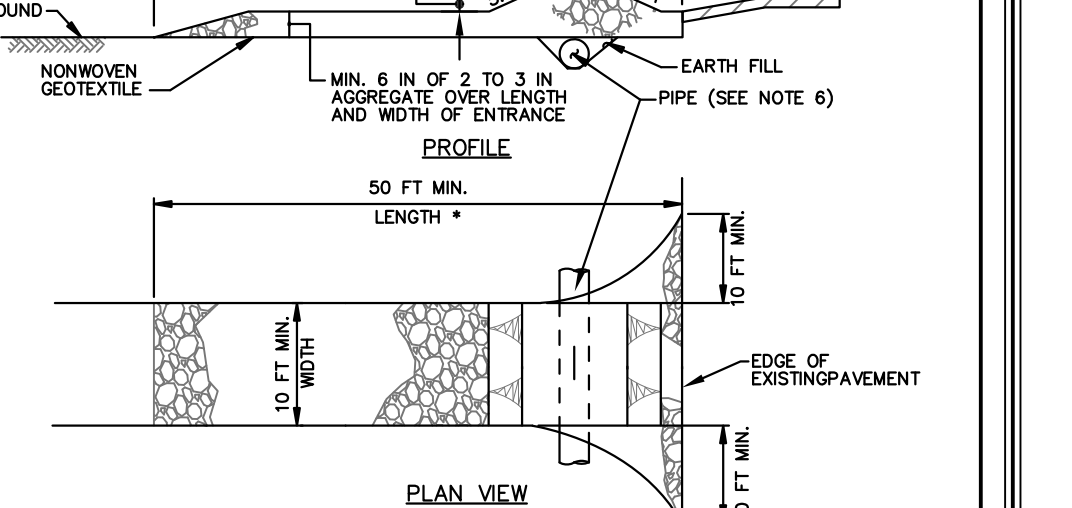 NONWOVEN
GEOTEXTILE
MIN. 6 IN OF 2 TO 3 IN
AGGREGATE OVER LENGTH
AND WIDTH OF ENTRANCE
EARTH FILL
PIPE (SEE NOTE 6)
PROFILE
50 FT MIN.
LENGTH *
10 FT MIN.
10 FT MIN.
WIDTH
EDGE OF
EXISTINGPAVEMENT
FT MIN.
PLAN VIEW